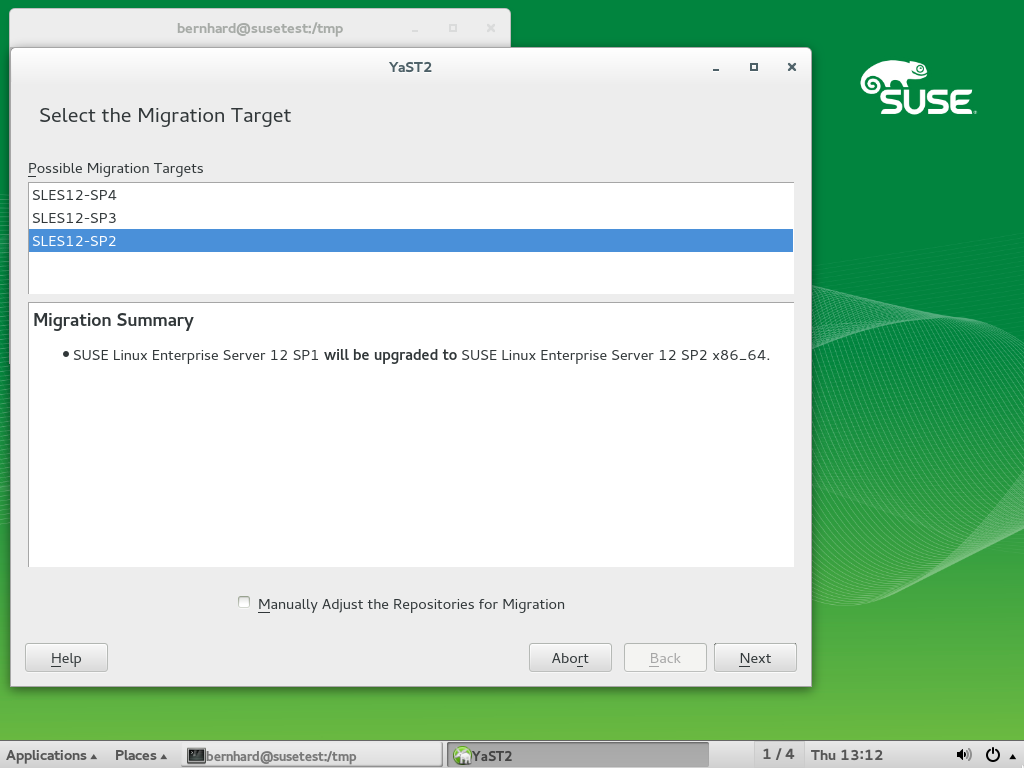 bernhard@susetest:/tmp
YaST2
SUSE
Select the Migration Target
Possible Migration Targets
SLES12-SP4
SLES12-SP3
SLES12-SP2
Migration Summary
• SUSE Linux Enterprise Server 12 SP1 will be upgraded to SUSE Linux Enterprise Server 12 SP2 x86_64.
Manually Adjust the Repositories for Migration
Help Abort Back Next
Applications Places bernhard@susetest:/tmp YaST2 1 / 4 Thu 13:12